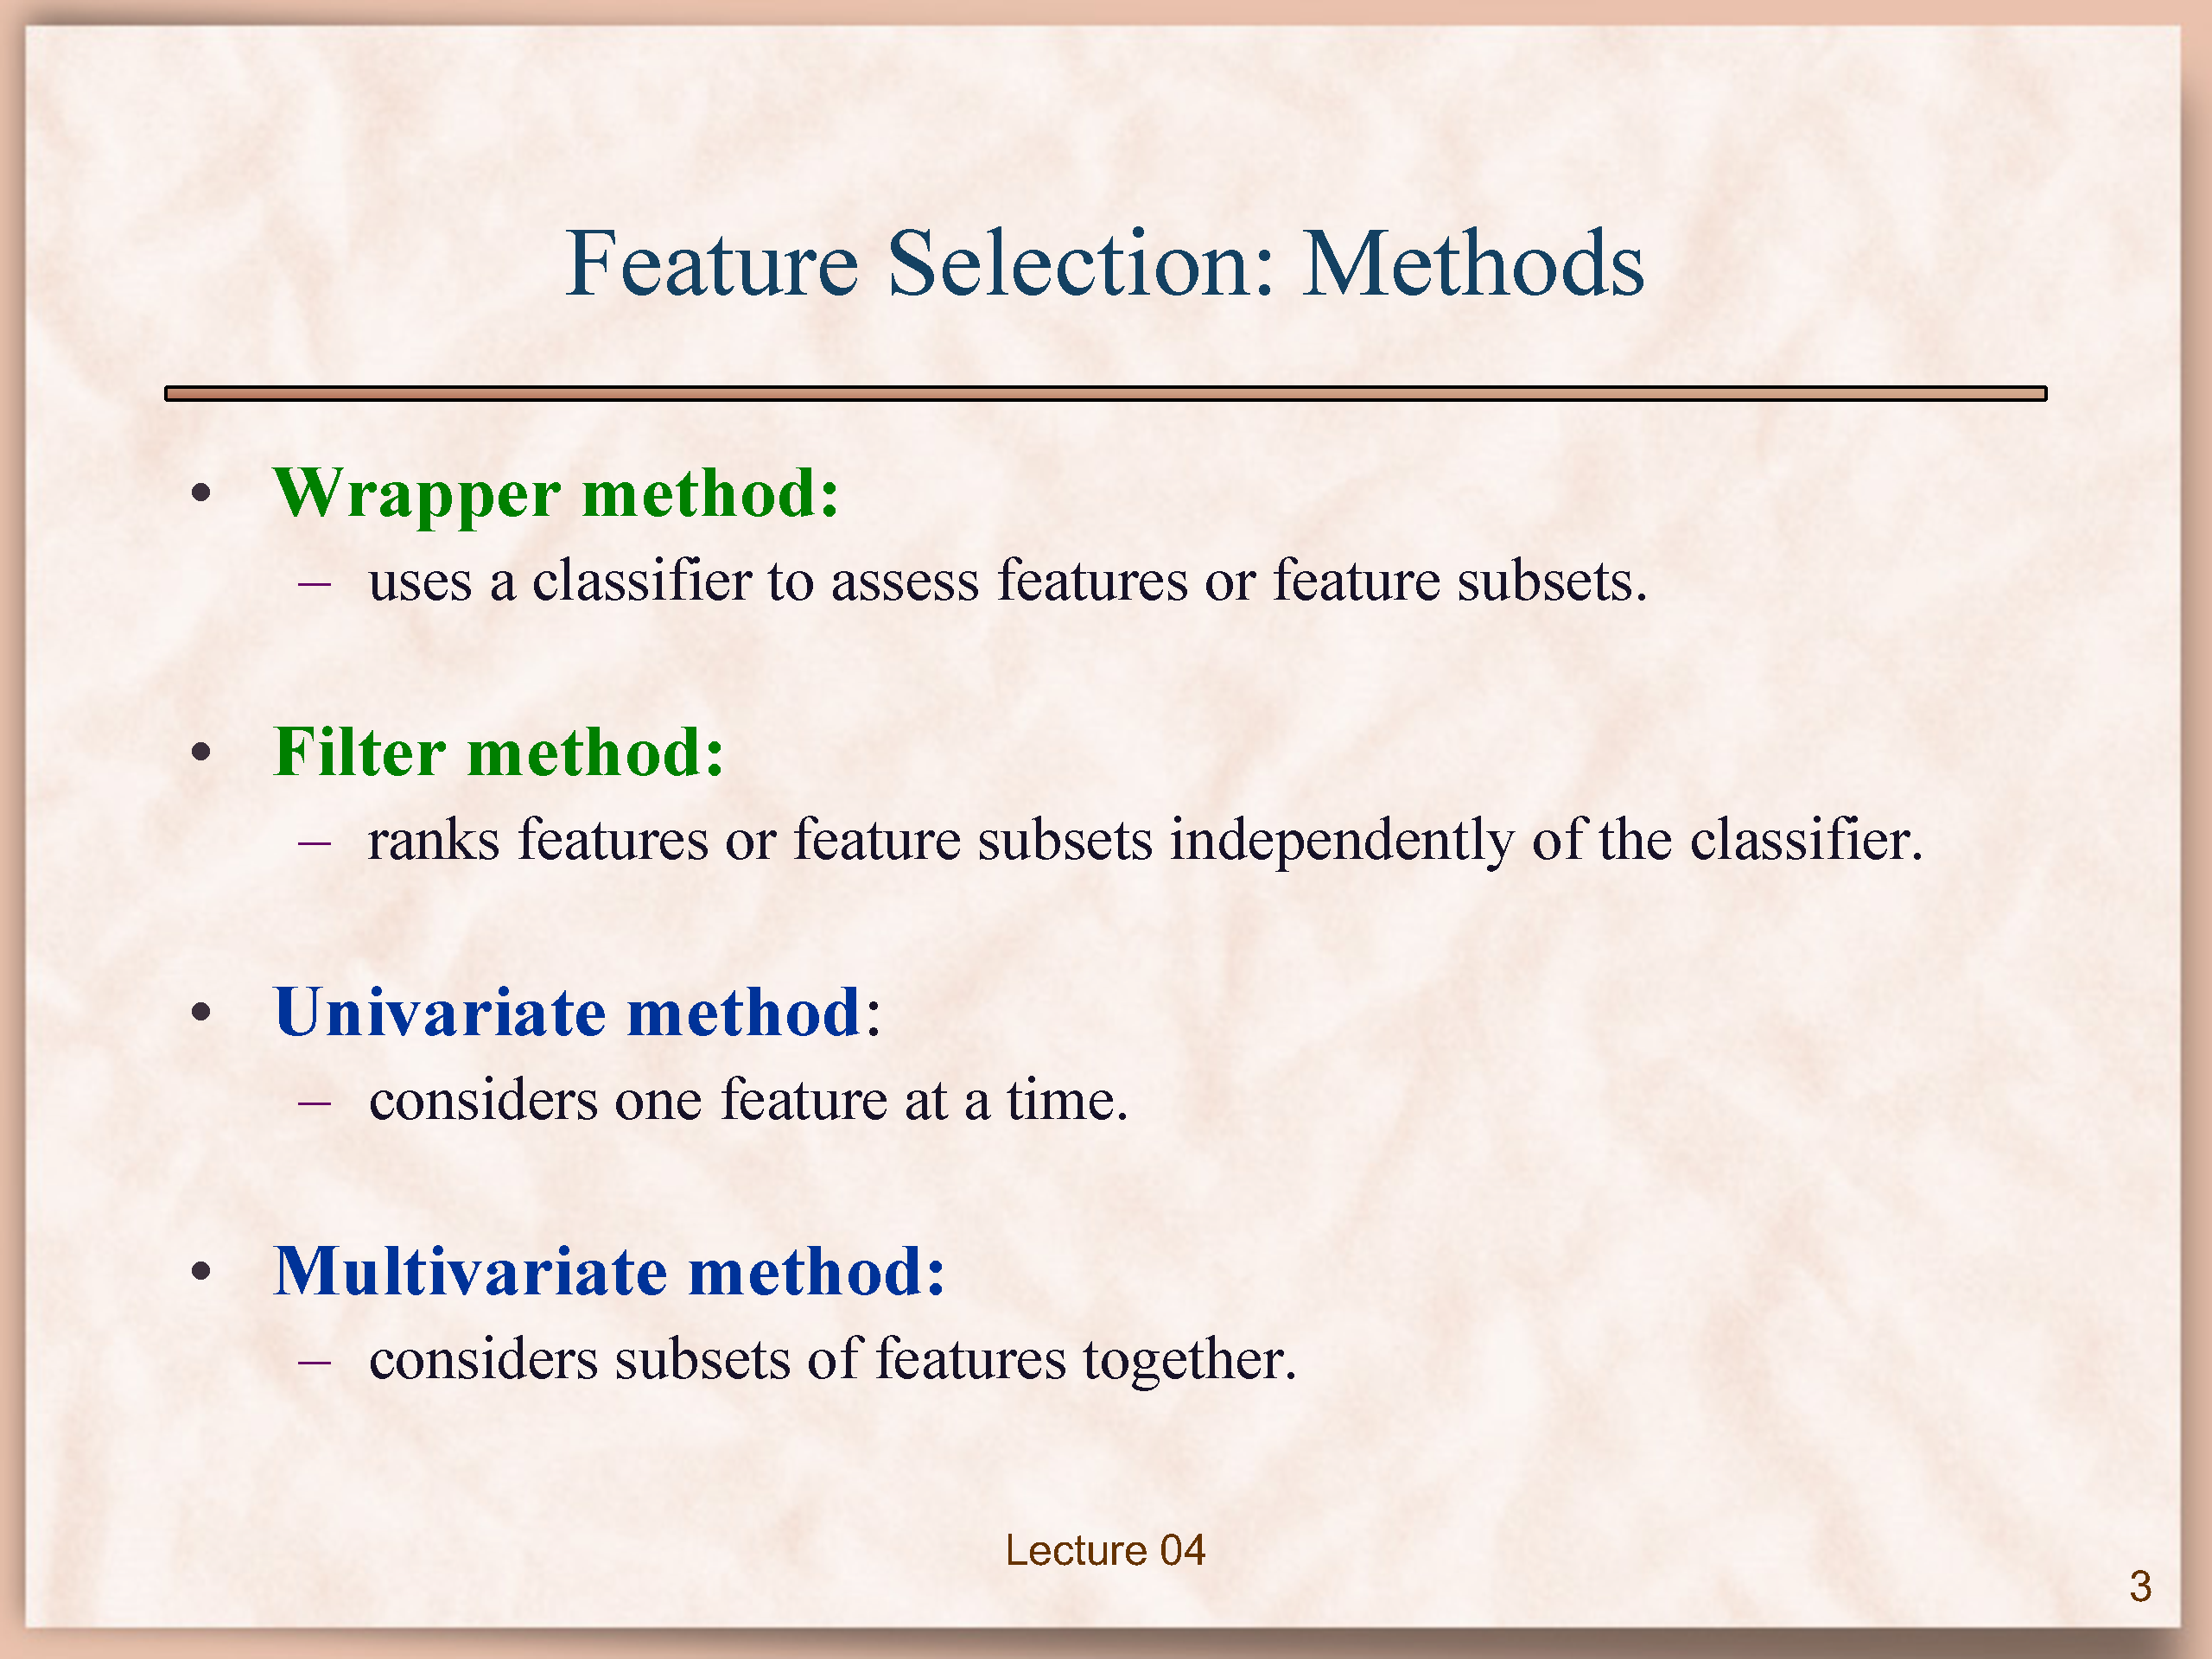 Feature Selection: Methods
• Wrapper method:
– uses a classifier to assess features or feature subsets.
• Filter method:
– ranks features or feature subsets independently of the classifier.
• Univariate method:
– considers one feature at a time.
• Multivariate method:
– considers subsets of features together.
Lecture 04
3